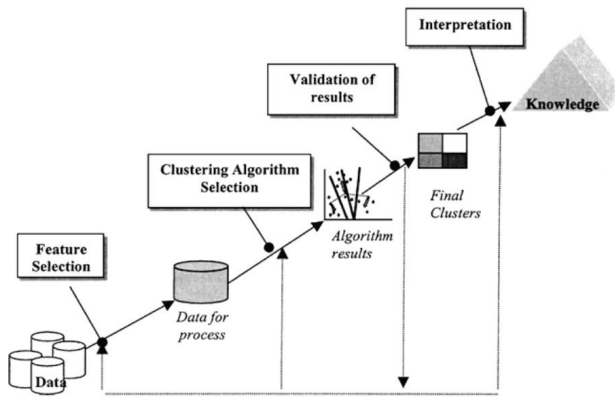 Interpretation
Knowledge
Validation of
results
Final
Clusters
Clustering Algorithm
Selection
Algorithm
results
Feature
Selection
Data for
process
Data